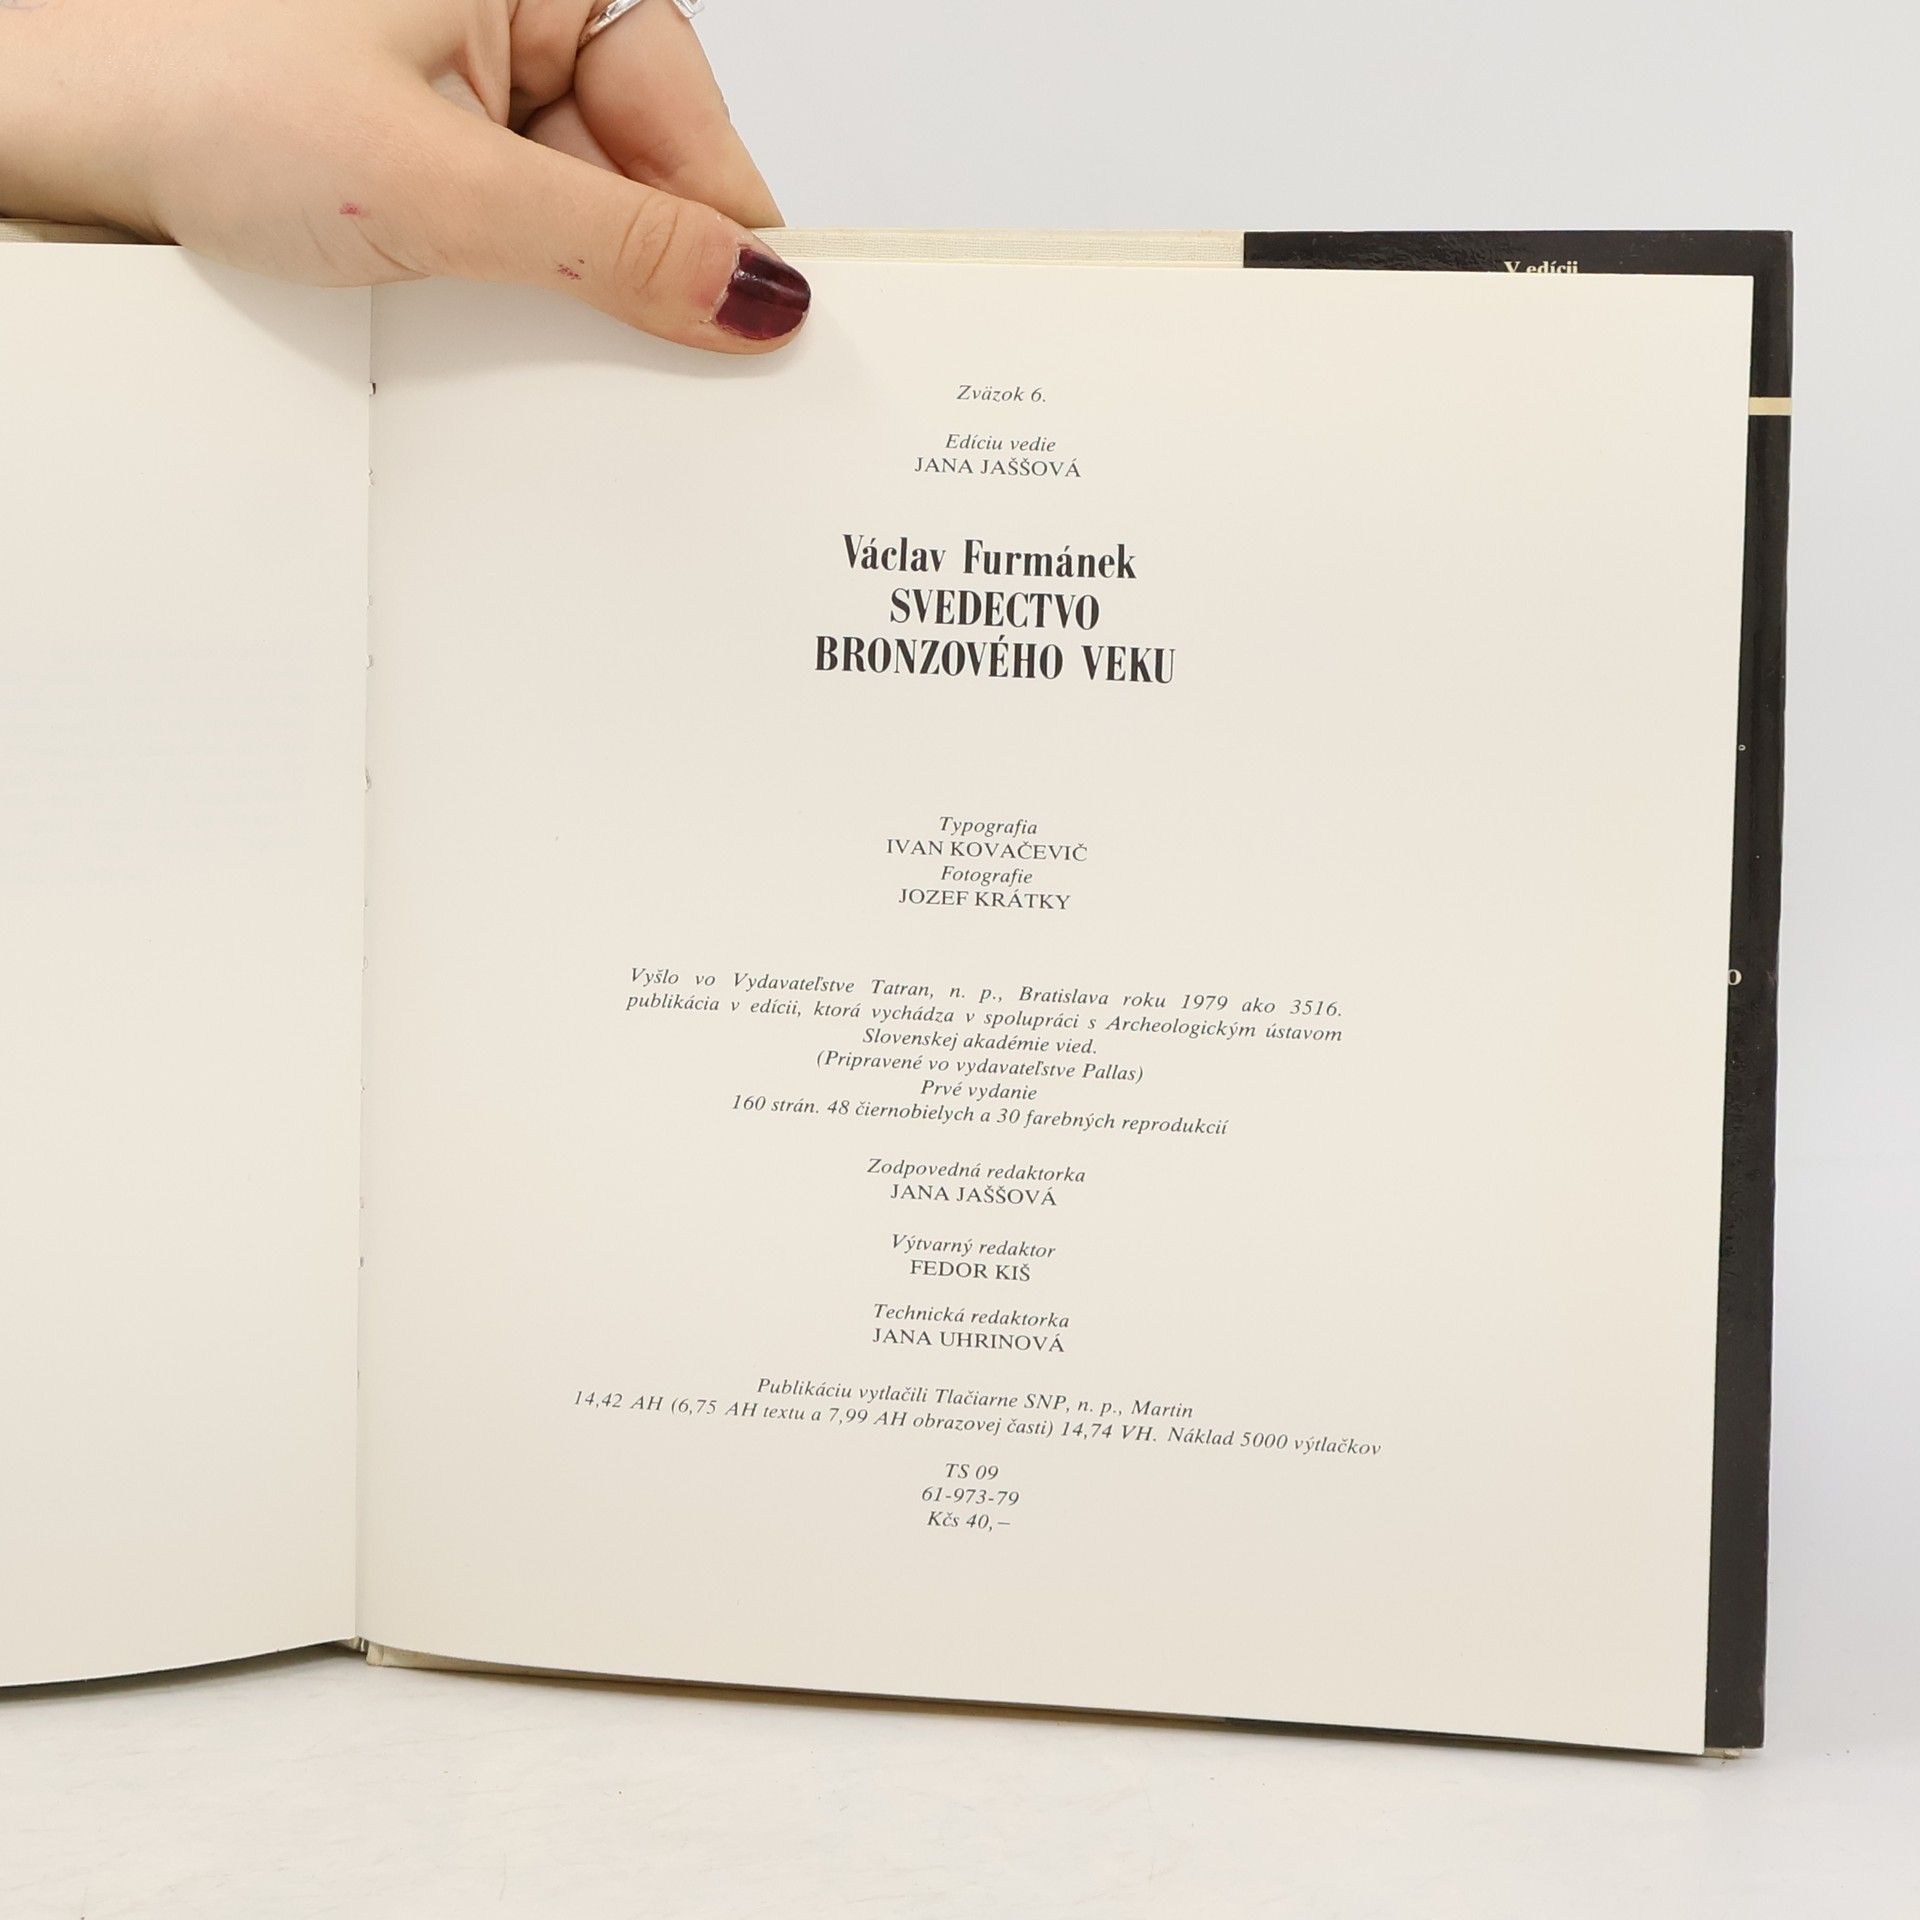 V edícii
Zväzok 6.
Edíciu vedie
JANA JAŠŠOVÁ
Václav Furmánek
SVEDECTVO
BRONZOVÉHO VEKU
Typografia
IVAN KOVAČEVIČ
Fotografie
JOZEF KRÁTKY
Vyšlo vo Vydavateľstve Tatran, n. p., Bratislava roku 1979 ako 3516.
publikácia v edícii, ktorá vychádza v spolupráci s Archeologickým ústavom
Slovenskej akadémie vied.
(Pripravené vo vydavateľstve Pallas)
Prvé vydanie
160 strán. 48 čiernobielych a 30 farebných reprodukcií
Zodpovedná redaktorka
JANA JAŠŠOVÁ
Výtvarný redaktor
FEDOR KIŠ
Technická redaktorka
JANA UHRINOVÁ
Publikáciu vytlačili Tlačiarne SNP, n. p., Martin
14,42 AH (6,75 AH textu a 7,99 AH obrazovej časti) 14,74 VH. Náklad 5000 výtlačkov
TS 09
61-973-79
Kčs 40,—